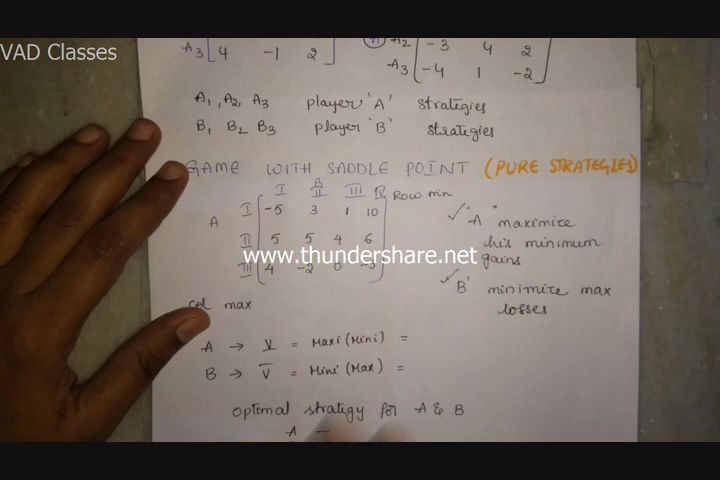 VAD Classes
A3 [ 4 -1 2 ]
A A2 -3 4 2
A3 -4 1 -2
A1, A2, A3 player 'A' strategies
B1 B2 B3 player 'B' strategies
GAME WITH SADDLE POINT (PURE STRATEGIES)
B
I II III IV Row min
A I -5 3 1 10
II 5 5 4 6
III 4 -2 0 -3
"A" maximize
his minimum
gains
B' minimize max
losses
www.thundershare.net
col max
A → V = Maxi (Mini) =
B → V̄ = Mini (Max) =
optimal strategy for A & B
A —